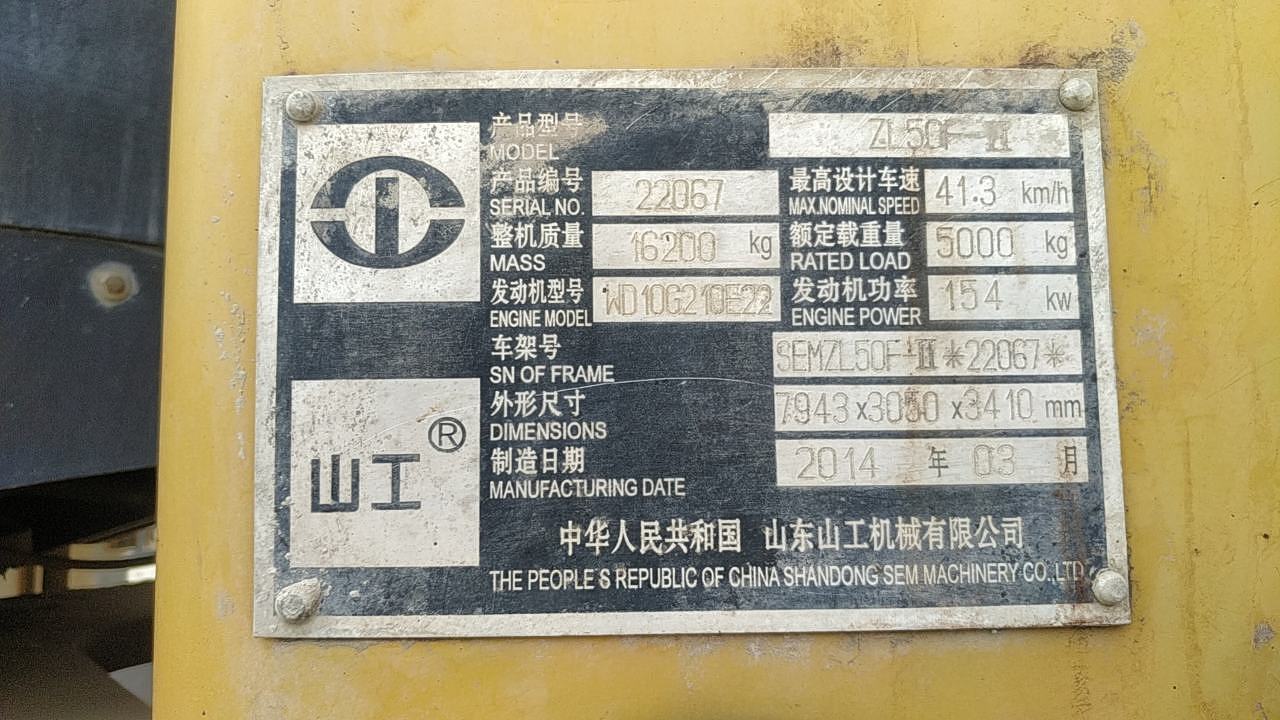 产品型号 ZL50F-Ⅱ *
MODEL
产品编号 22067 最高设计车速 41.3 km/h
SERIAL NO. MAX.NOMINAL SPEED
整机质量 16200 kg 额定载重量 5000 kg
MASS RATED LOAD
发动机型号 WD10G210E22 发动机功率 154 kw
ENGINE MODEL ENGINE POWER
车架号 SEMZL50F-Ⅱ*22067*
SN OF FRAME
外形尺寸 7943x3050x3410 mm
DIMENSIONS
山工®
制造日期 2014 年 03 月
MANUFACTURING DATE
中华人民共和国 山东山工机械有限公司
THE PEOPLE'S REPUBLIC OF CHINA SHANDONG SEM MACHINERY CO.,LTD